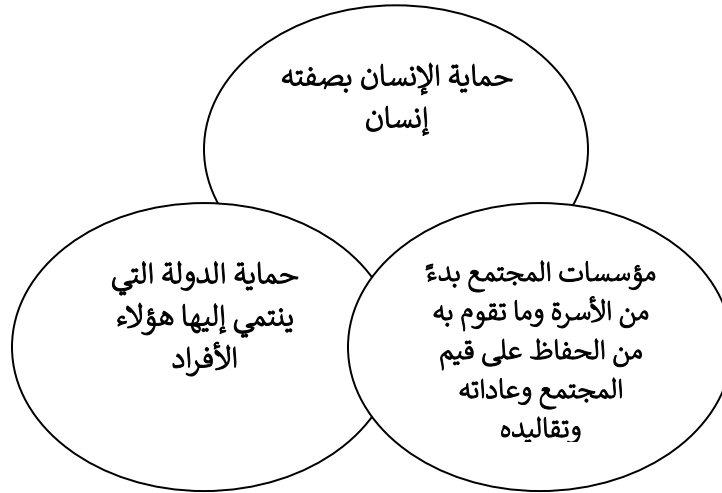 حماية الإنسان بصفته
إنسان
مؤسسات المجتمع بدءً
من الأسرة وما تقوم به
من الحفاظ على قيم
المجتمع وعاداته
وتقاليده
حماية الدولة التي
ينتمي إليها هؤلاء
الأفراد